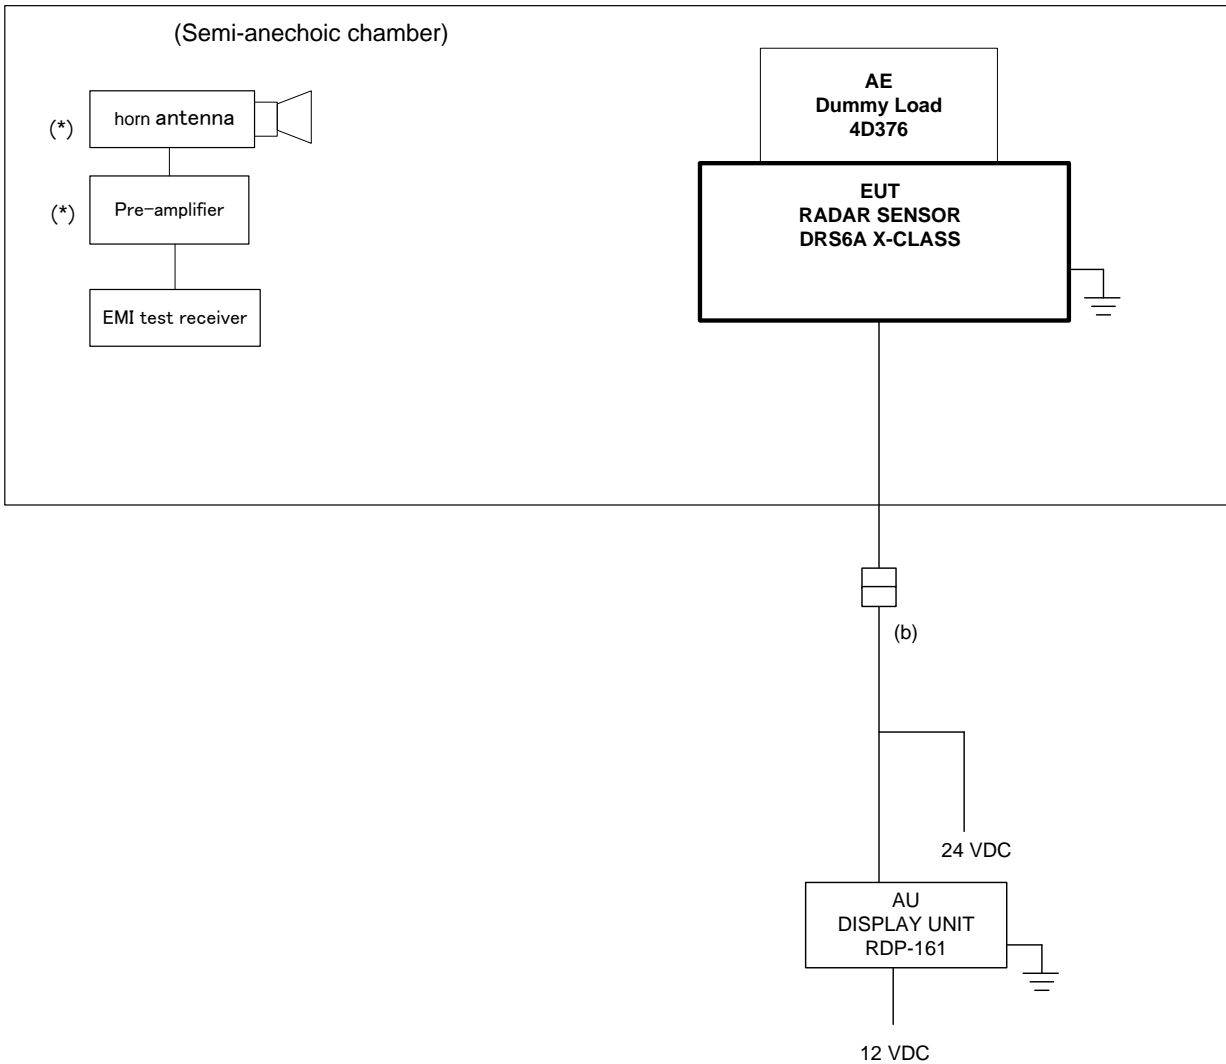 (Semi-anechoic chamber)
(*)
horn antenna
(*)
Pre-amplifier
EMI test receiver
AE
Dummy Load
4D376
EUT
RADAR SENSOR
DRS6A X-CLASS
(b)
24 VDC
AU
DISPLAY UNIT
RDP-161
12 VDC